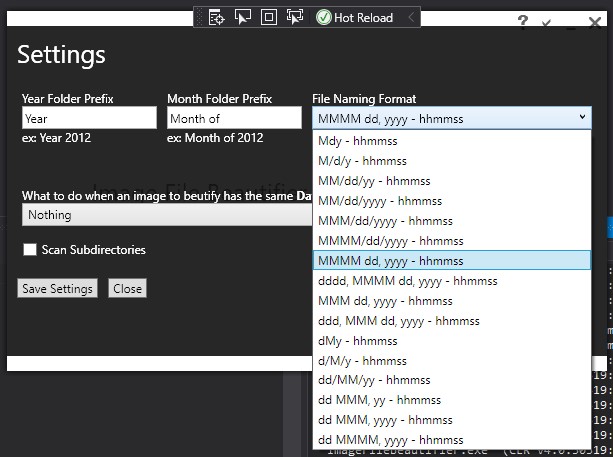 Hot Reload
?
Settings
Year Folder Prefix
Month Folder Prefix
File Naming Format
Year
Month of
MMMM dd, yyyy - hhmmss
ex: Year 2012
ex: Month of 2012
Mdy - hhmmss
M/d/y - hhmmss
MM/dd/yy - hhmmss
MM/dd/yyyy - hhmmss
MMM/dd/yyyy - hhmmss
MMMM/dd/yyyy - hhmmss
MMMM dd, yyyy - hhmmss
dddd, MMMM dd, yyyy - hhmmss
MMM dd, yyyy - hhmmss
ddd, MMM dd, yyyy - hhmmss
dMy - hhmmss
d/M/y - hhmmss
dd/MM/yy - hhmmss
dd MMM, yy - hhmmss
dd MMM, yyyy - hhmmss
dd MMMM, yyyy - hhmmss
Image File Beautifie
What to do when an image to beutify has the same Da
Nothing
Scan Subdirectories
Save Settings
Close